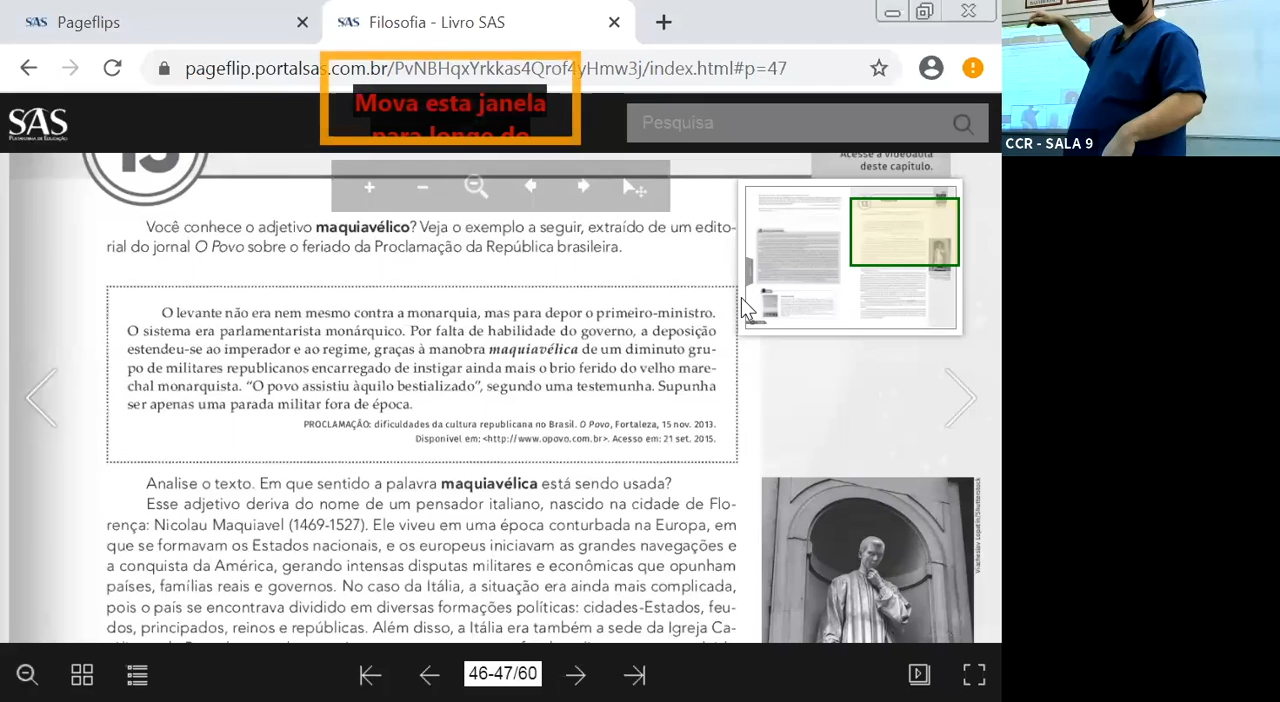 SAS Pageflips
SAS Filosofia - Livro SAS
pageflip.portalsas.com.br/PvNBHqxYrkkas4Qrof4yHmw3j/index.html#p=47
Mova esta janela
para longe do
SAS
PLATAFORMA DE EDUCAÇÃO
Pesquisa
CCR - SALA 9
13
Acesse a videoaula
deste capítulo.
Você conhece o adjetivo maquiavélico? Veja o exemplo a seguir, extraído de um edito-
rial do jornal O Povo sobre o feriado da Proclamação da República brasileira.
O levante não era nem mesmo contra a monarquia, mas para depor o primeiro-ministro.
O sistema era parlamentarista monárquico. Por falta de habilidade do governo, a deposição
estendeu-se ao imperador e ao regime, graças à manobra maquiavélica de um diminuto gru-
po de militares republicanos encarregado de instigar ainda mais o brio ferido do velho mare-
chal monarquista. “O povo assistiu àquilo bestializado”, segundo uma testemunha. Supunha
ser apenas uma parada militar fora de época.
PROCLAMAÇÃO: dificuldades da cultura republicana no Brasil. O Povo, Fortaleza, 15 nov. 2013.
Disponível em: <http://www.opovo.com.br>. Acesso em: 21 set. 2015.
Analise o texto. Em que sentido a palavra maquiavélica está sendo usada?
Esse adjetivo deriva do nome de um pensador italiano, nascido na cidade de Flo-
rença: Nicolau Maquiavel (1469-1527). Ele viveu em uma época conturbada na Europa, em
que se formavam os Estados nacionais, e os europeus iniciavam as grandes navegações e
a conquista da América, gerando intensas disputas militares e econômicas que opunham
países, famílias reais e governos. No caso da Itália, a situação era ainda mais complicada,
pois o país se encontrava dividido em diversas formações políticas: cidades-Estados, feu-
dos, principados, reinos e repúblicas. Além disso, a Itália era também a sede da Igreja Ca-
Viacheslav Lopatin/Shutterstock
46-47/60